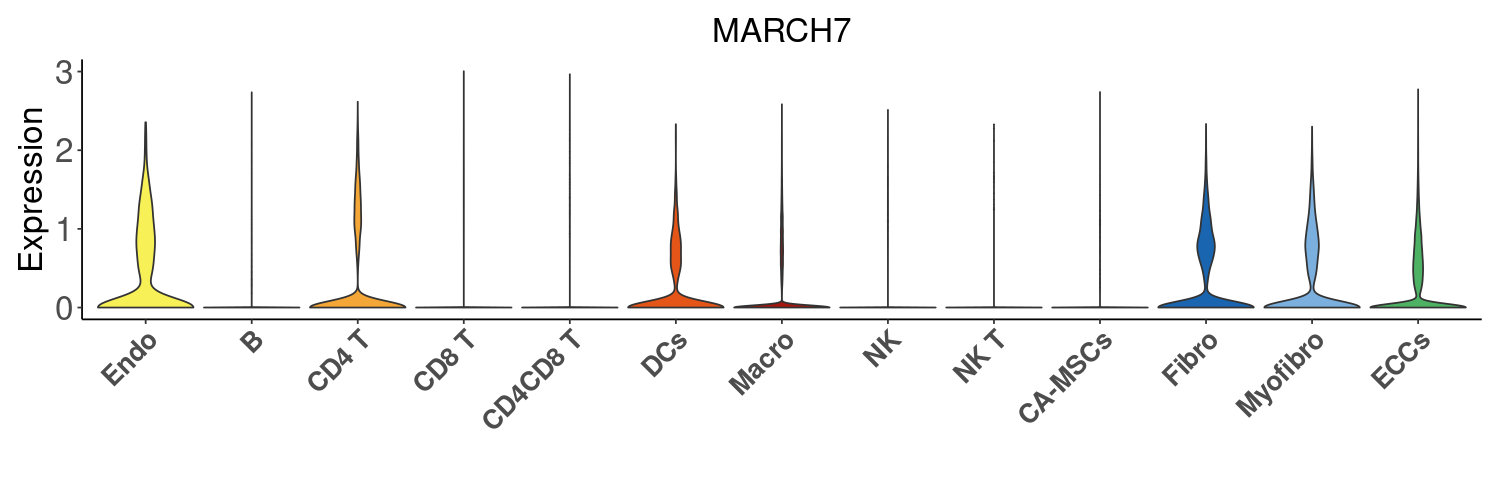 MARCH7
Expression
3
2
1
0
Endo
B
CD4 T
CD8 T
CD4CD8 T
DCs
Macro
NK
NK T
CA-MSCs
Fibro
Myofibro
ECCs